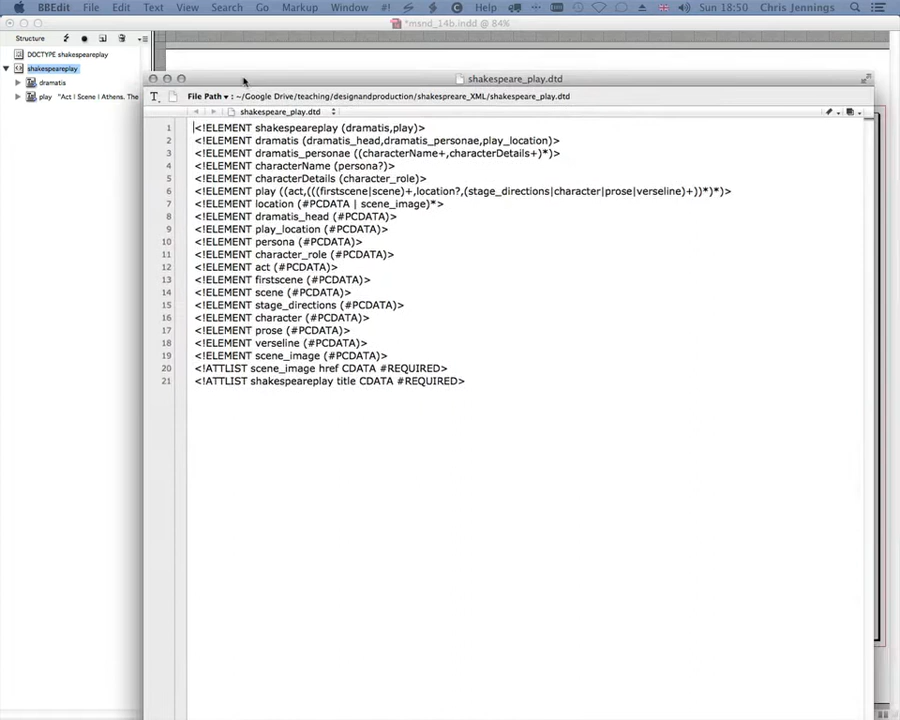 BBEdit File Edit Text View Search Go Markup Window #! Help Sun 18:50 Chris Jennings
*msnd_14b.indd @ 84%
Structure
DOCTYPE shakespeareplay
shakespeareplay
dramatis
play "Act I Scene I Athens. The
shakespeare_play.dtd
File Path ▾ : ~/Google Drive/teaching/designandproduction/shakespreare_XML/shakespeare_play.dtd
shakespeare_play.dtd
1 <!ELEMENT shakespeareplay (dramatis,play)>
2 <!ELEMENT dramatis (dramatis_head,dramatis_personae,play_location)>
3 <!ELEMENT dramatis_personae ((characterName+,characterDetails+)*)>
4 <!ELEMENT characterName (persona?)>
5 <!ELEMENT characterDetails (character_role)>
6 <!ELEMENT play ((act,(((firstscene|scene)+,location?,(stage_directions|character|prose|verseline)+))*)*)>
7 <!ELEMENT location (#PCDATA | scene_image)*>
8 <!ELEMENT dramatis_head (#PCDATA)>
9 <!ELEMENT play_location (#PCDATA)>
10 <!ELEMENT persona (#PCDATA)>
11 <!ELEMENT character_role (#PCDATA)>
12 <!ELEMENT act (#PCDATA)>
13 <!ELEMENT firstscene (#PCDATA)>
14 <!ELEMENT scene (#PCDATA)>
15 <!ELEMENT stage_directions (#PCDATA)>
16 <!ELEMENT character (#PCDATA)>
17 <!ELEMENT prose (#PCDATA)>
18 <!ELEMENT verseline (#PCDATA)>
19 <!ELEMENT scene_image (#PCDATA)>
20 <!ATTLIST scene_image href CDATA #REQUIRED>
21 <!ATTLIST shakespeareplay title CDATA #REQUIRED>